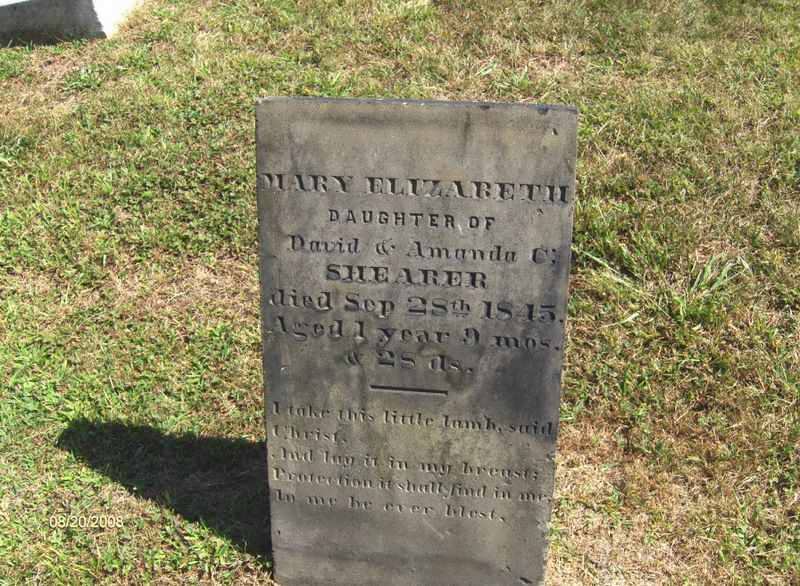 MARY ELIZABETH
DAUGHTER OF
David & Amanda C.
SHEARER
died Sep 28th 1845.
Aged 1 year 9 mos.
& 28 ds.
I take this little lamb, said
Christ,
And lay it in my breast;
Protection it shall find in me,
In me be ever blest.
08/20/2008